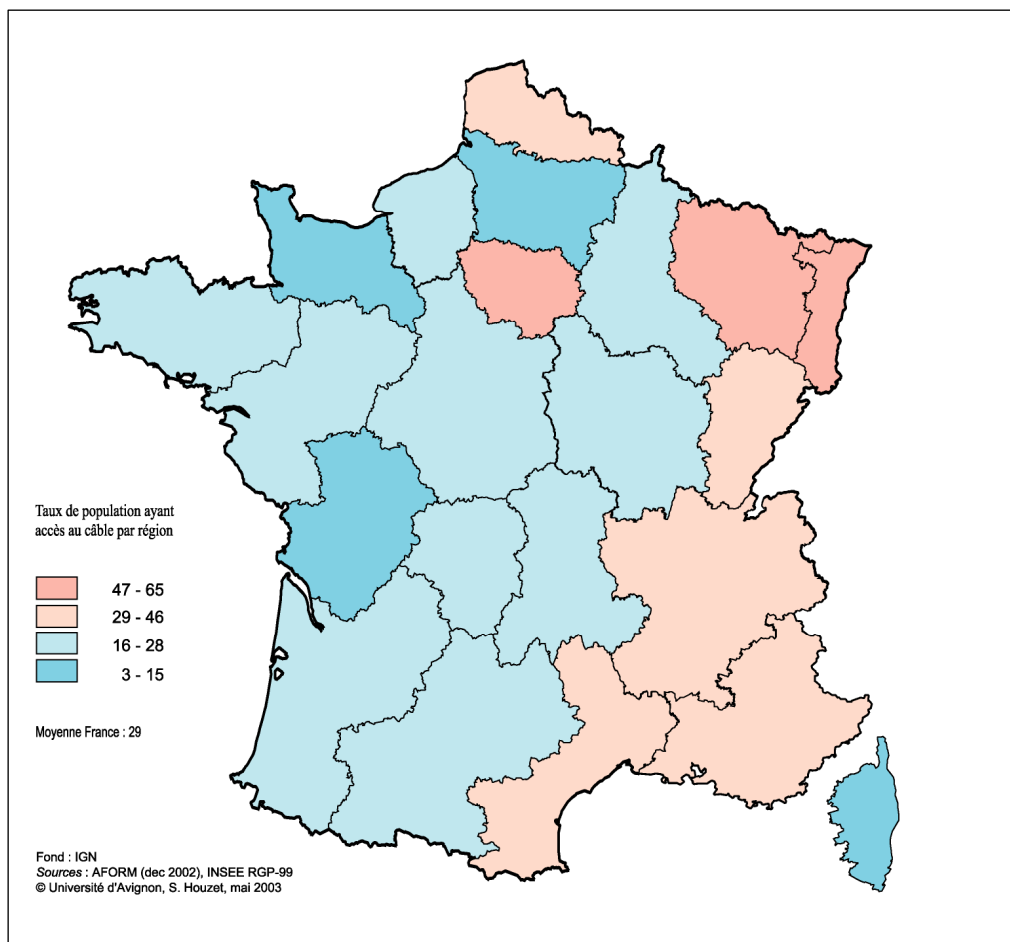 Taux de population ayant
accès au câble par région
47 - 65
29 - 46
16 - 28
3 - 15
Moyenne France : 29
Fond : IGN
Sources : AFORM (dec 2002), INSEE RGP-99
© Université d'Avignon, S. Houzet, mai 2003